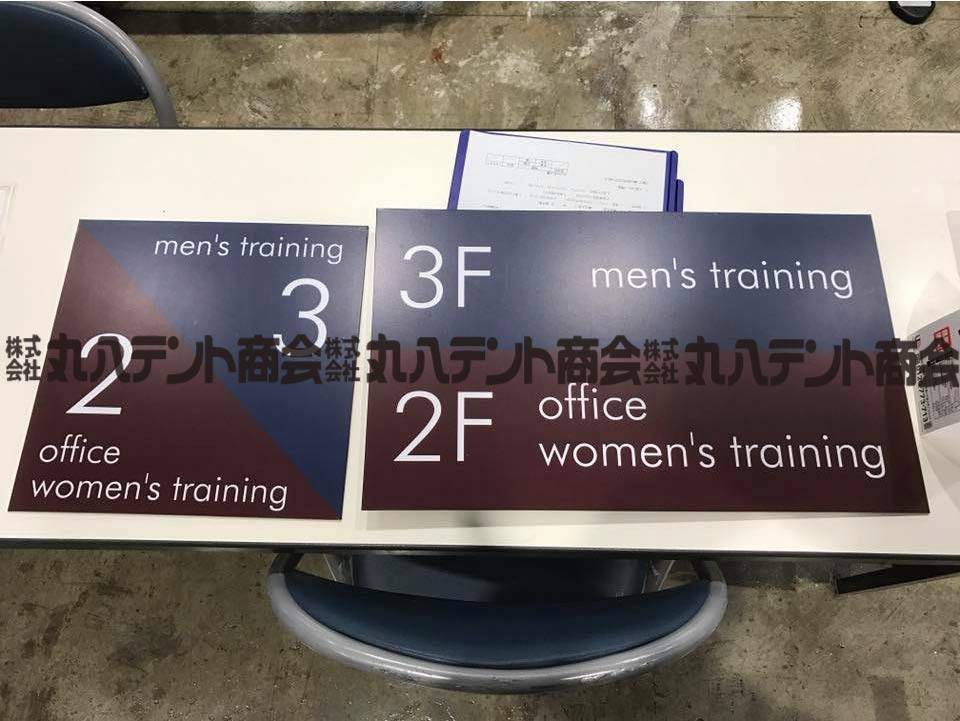 men's training
3
2
office
women's training
3F men's training
2F office
women's training
株式会社 丸八テント商会 株式会社 丸八テント商会 株式会社 丸八テント商会